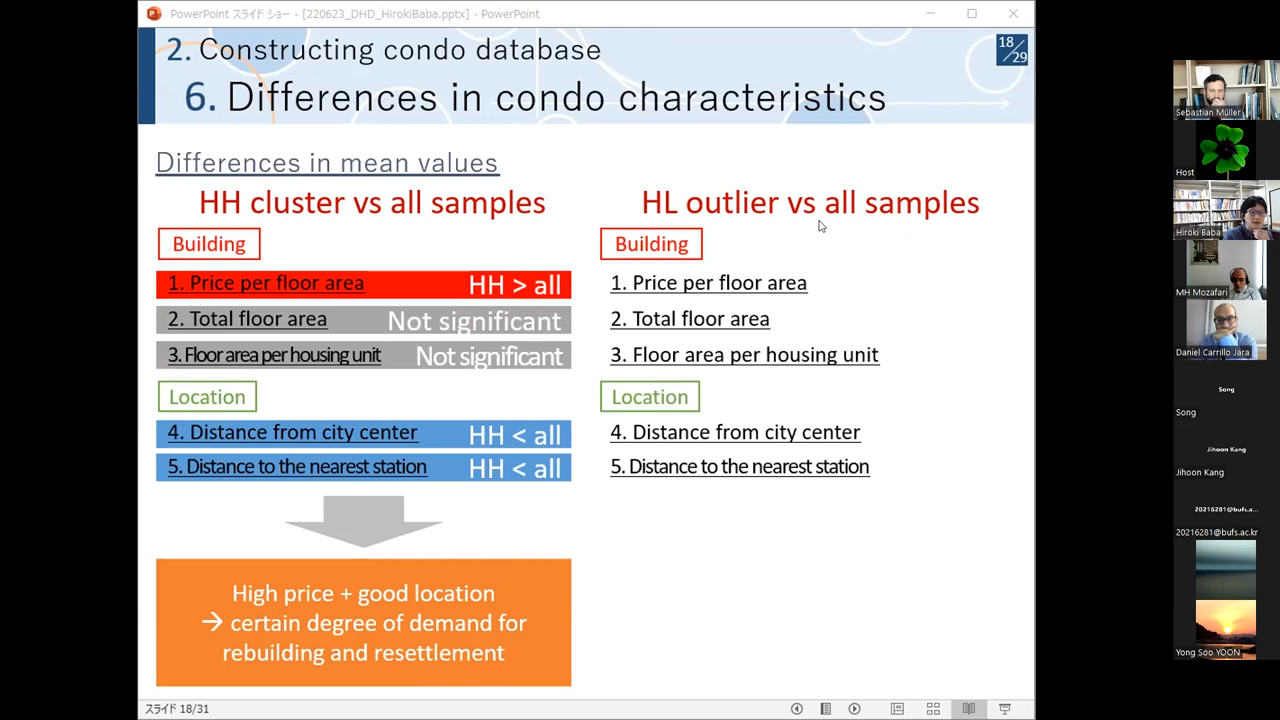 PowerPoint スライド ショー - [220623_DHD_HirokiBaba.pptx] - PowerPoint
2. Constructing condo database
18/29
6. Differences in condo characteristics
Differences in mean values
HH cluster vs all samples
Building
1. Price per floor area HH > all
2. Total floor area Not significant
3. Floor area per housing unit Not significant
Location
4. Distance from city center HH < all
5. Distance to the nearest station HH < all
High price + good location
→ certain degree of demand for
rebuilding and resettlement
HL outlier vs all samples
Building
1. Price per floor area
2. Total floor area
3. Floor area per housing unit
Location
4. Distance from city center
5. Distance to the nearest station
スライド 18/31
Sebastian Müller
Host
Hiroki Baba
MH Mozafari
Daniel Carrillo Jara
Song
Song
Jihoon Kang
Jihoon Kang
20216281@bufs.a...
20216281@bufs.ac.kr
Yong Soo YOON